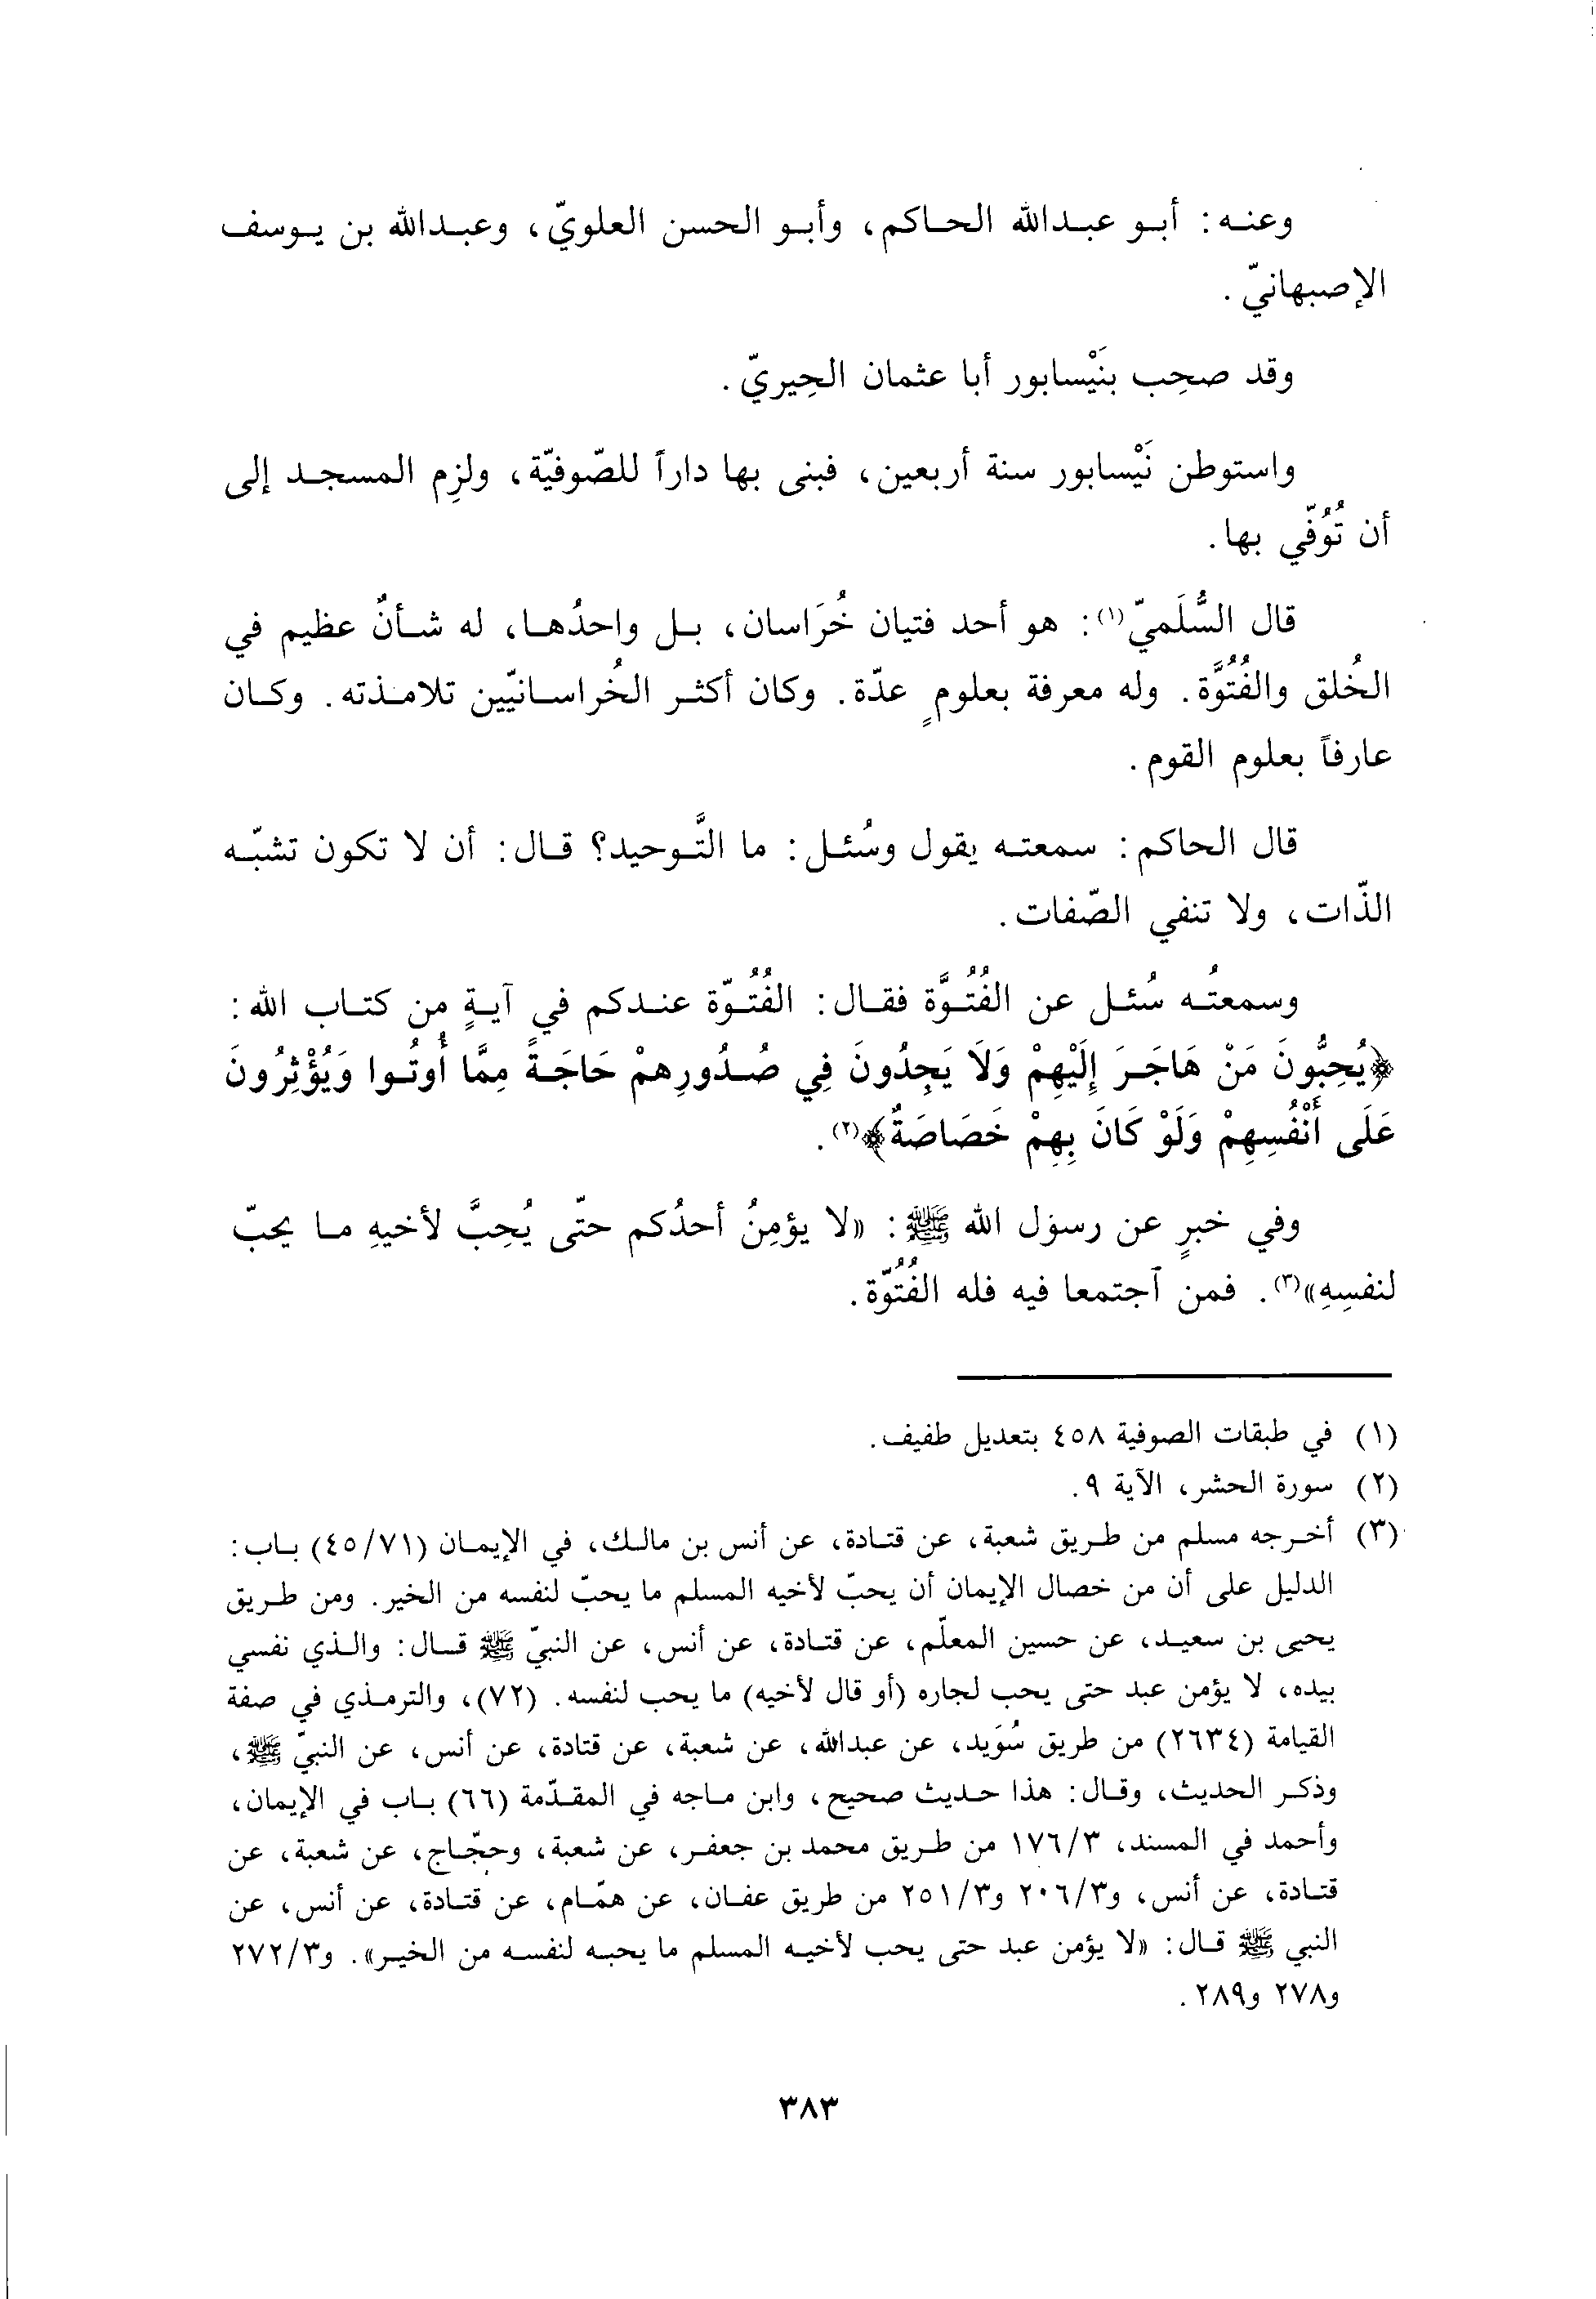 وعنه: أبو عبدالله الحاكم، وأبو الحسن العلويّ، وعبدالله بن يوسف
الإصبهانيّ.
وقد صحِب بنَيْسابور أبا عثمان الحِيريّ.
واستوطن نَيْسابور سنة أربعين، فبنى بها داراً للصّوفيّة، ولزِم المسجد إلى
أن تُوُفّي بها.
قال السُّلَميّ(١): هو أحد فتيان خُرَاسان، بل واحدُها، له شأنٌ عظيم في
الخُلق والفُتُوَّة. وله معرفة بعلومٍ عدّة. وكان أكثر الخُراسانيّين تلامذته. وكان
عارفاً بعلوم القوم.
قال الحاكم: سمعته يقول وسُئل: ما التَّوحيد؟ قال: أن لا تكون تشبّه
الذّات، ولا تنفي الصّفات.
وسمعتُه سُئل عن الفُتُوَّة فقال: الفُتُوّة عندكم في آيةٍ من كتاب الله:
﴿يُحِبُّونَ مَنْ هَاجَرَ إِلَيْهِمْ وَلَا يَجِدُونَ فِي صُدُورِهِمْ حَاجَةً مِمَّا أُوتُوا وَيُؤْثِرُونَ
عَلَى أَنْفُسِهِمْ وَلَوْ كَانَ بِهِمْ خَصَاصَةٌ﴾(٢).
وفي خبرٍ عن رسول الله ﷺ: «لا يؤمِنُ أحدُكم حتّى يُحِبَّ لأخيهِ ما يحبّ
لنفسِهِ»(٣). فمن ٱجتمعا فيه فله الفُتُوّة.
(١) في طبقات الصوفية ٤٥٨ بتعديل طفيف.
(٢) سورة الحشر، الآية ٩.
(٣) أخرجه مسلم من طريق شعبة، عن قتادة، عن أنس بن مالك، في الإيمان (٤٥/٧١) باب:
الدليل على أن من خصال الإيمان أن يحبّ لأخيه المسلم ما يحبّ لنفسه من الخير. ومن طريق
يحيى بن سعيد، عن حسين المعلّم، عن قتادة، عن أنس، عن النبيّ ﷺ قال: والذي نفسي
بيده، لا يؤمن عبد حتى يحب لجاره (أو قال لأخيه) ما يحب لنفسه. (٧٢)، والترمذي في صفة
القيامة (٢٦٣٤) من طريق سُوَيد، عن عبدالله، عن شعبة، عن قتادة، عن أنس، عن النبيّ ﷺ،
وذكر الحديث، وقال: هذا حديث صحيح، وابن ماجه في المقدّمة (٦٦) باب في الإيمان،
وأحمد في المسند، ١٧٦/٣ من طريق محمد بن جعفر، عن شعبة، وحجّاج، عن شعبة، عن
قتادة، عن أنس، و٢٠٦/٣ و٢٥١/٣ من طريق عفان، عن همّام، عن قتادة، عن أنس، عن
النبي ﷺ قال: «لا يؤمن عبد حتى يحب لأخيه المسلم ما يحبه لنفسه من الخير». و٢٧٢/٣
و٢٧٨ و٢٨٩.
٣٨٣